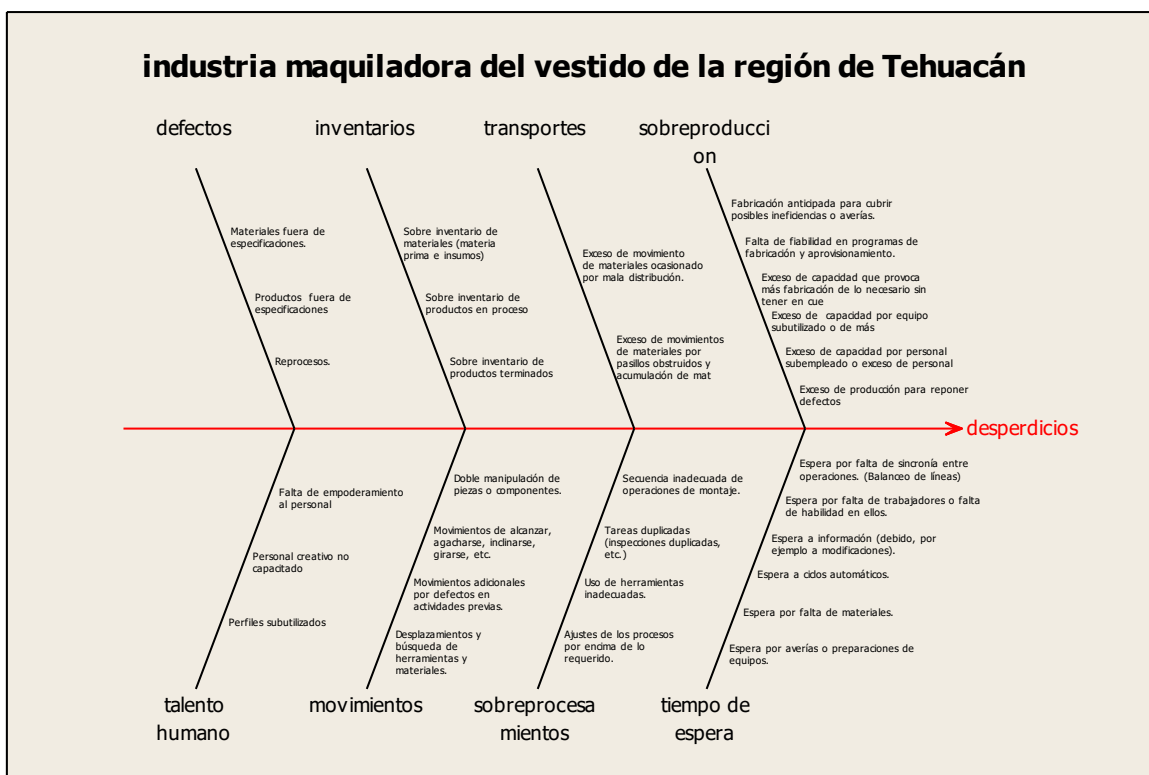 industria maquiladora del vestido de la región de Tehuacán
defectos
inventarios
transportes
sobreproducci
on
Materiales fuera de
especificaciones.
Productos fuera de
especificaciones
Reprocesos.
Sobre inventario de
materiales (materia
prima e insumos)
Sobre inventario de
productos en proceso
Sobre inventario de
productos terminados
Exceso de movimiento
de materiales ocasionado
por mala distribución.
Exceso de movimientos
de materiales por
pasillos obstruidos y
acumulación de mat
Fabricación anticipada para cubrir
posibles ineficiencias o averías.
Falta de fiabilidad en programas de
fabricación y aprovisionamiento.
Exceso de capacidad que provoca
más fabricación de lo necesario sin
tener en cue
Exceso de capacidad por equipo
subutilizado o de más
Exceso de capacidad por personal
subempleado o exceso de personal
Exceso de producción para reponer
defectos
desperdicios
Falta de empoderamiento
al personal
Personal creativo no
capacitado
Perfiles subutilizados
Doble manipulación de
piezas o componentes.
Movimientos de alcanzar,
agacharse, inclinarse,
girarse, etc.
Movimientos adicionales
por defectos en
actividades previas.
Desplazamientos y
búsqueda de
herramientas y
materiales.
Secuencia inadecuada de
operaciones de montaje.
Tareas duplicadas
(inspecciones duplicadas,
etc.)
Uso de herramientas
inadecuadas.
Ajustes de los procesos
por encima de lo
requerido.
Espera por falta de sincronía entre
operaciones. (Balanceo de líneas)
Espera por falta de trabajadores o falta
de habilidad en ellos.
Espera a información (debido, por
ejemplo a modificaciones).
Espera a ciclos automáticos.
Espera por falta de materiales.
Espera por averías o preparaciones de
equipos.
talento
humano
movimientos
sobreprocesa
mientos
tiempo de
espera